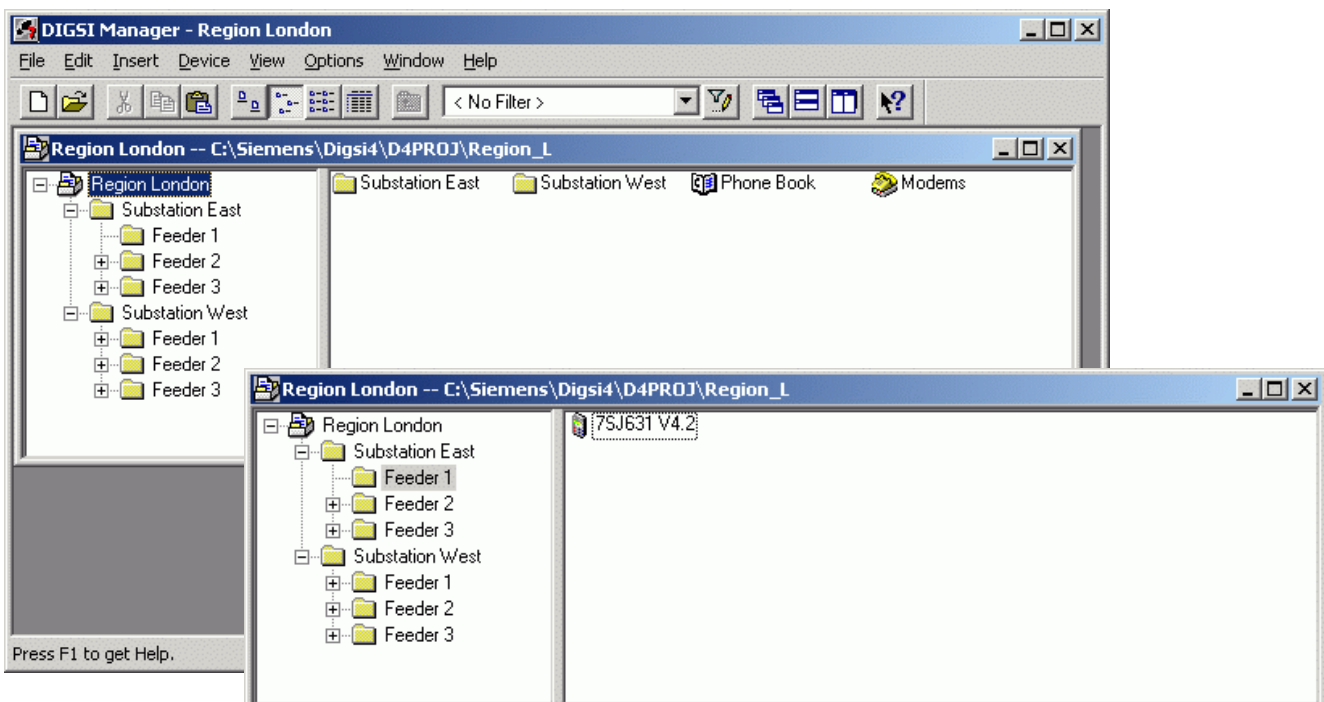 DIGSI Manager - Region London
File Edit Insert Device View Options Window Help
< No Filter >
Region London -- C:\Siemens\Digsi4\D4PROJ\Region_L
Region London
Substation East
Feeder 1
Feeder 2
Feeder 3
Substation West
Feeder 1
Feeder 2
Feeder 3
Substation East Substation West Phone Book Modems
Press F1 to get Help.
Region London -- C:\Siemens\Digsi4\D4PROJ\Region_L
Region London
Substation East
Feeder 1
Feeder 2
Feeder 3
Substation West
Feeder 1
Feeder 2
Feeder 3
7SJ631 V4.2